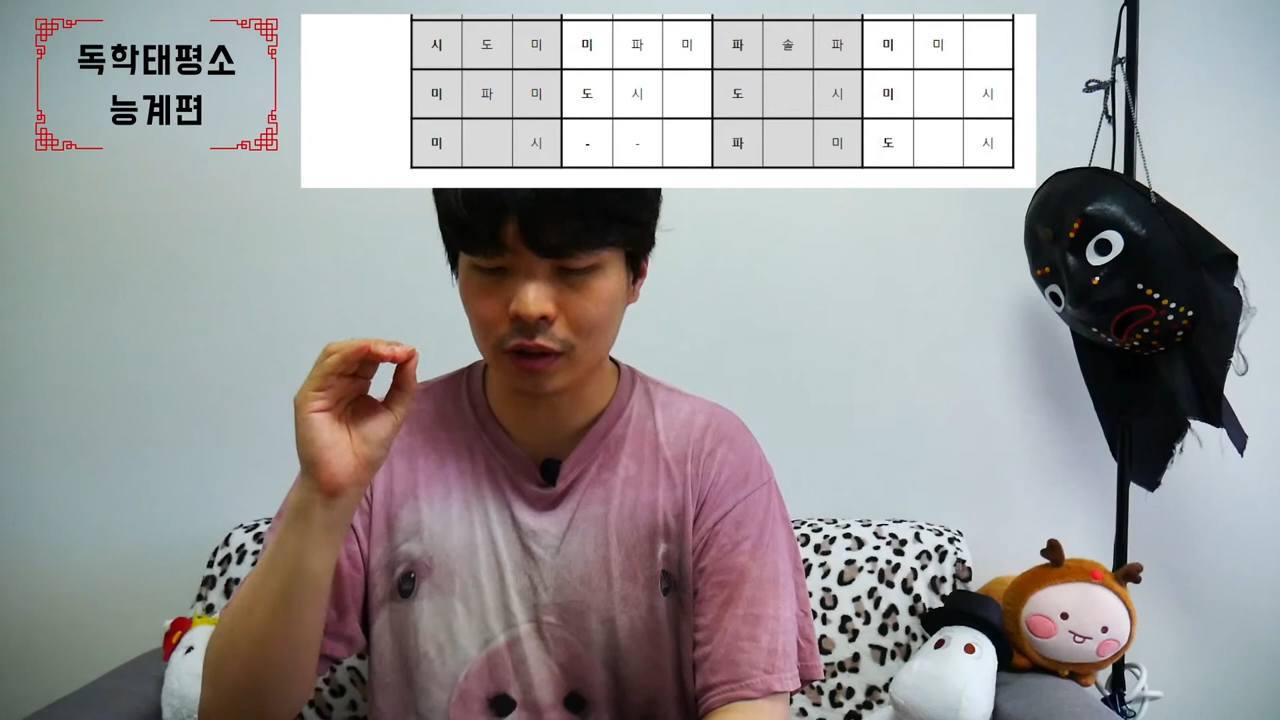 독학태평소
능계편
시 도 미 미 파 미 파 솔 파 미 미
미 파 미 도 시 도 시 미 시
미 시 - - 파 미 도 시